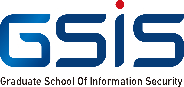 GSIS
Graduate School Of Information Security